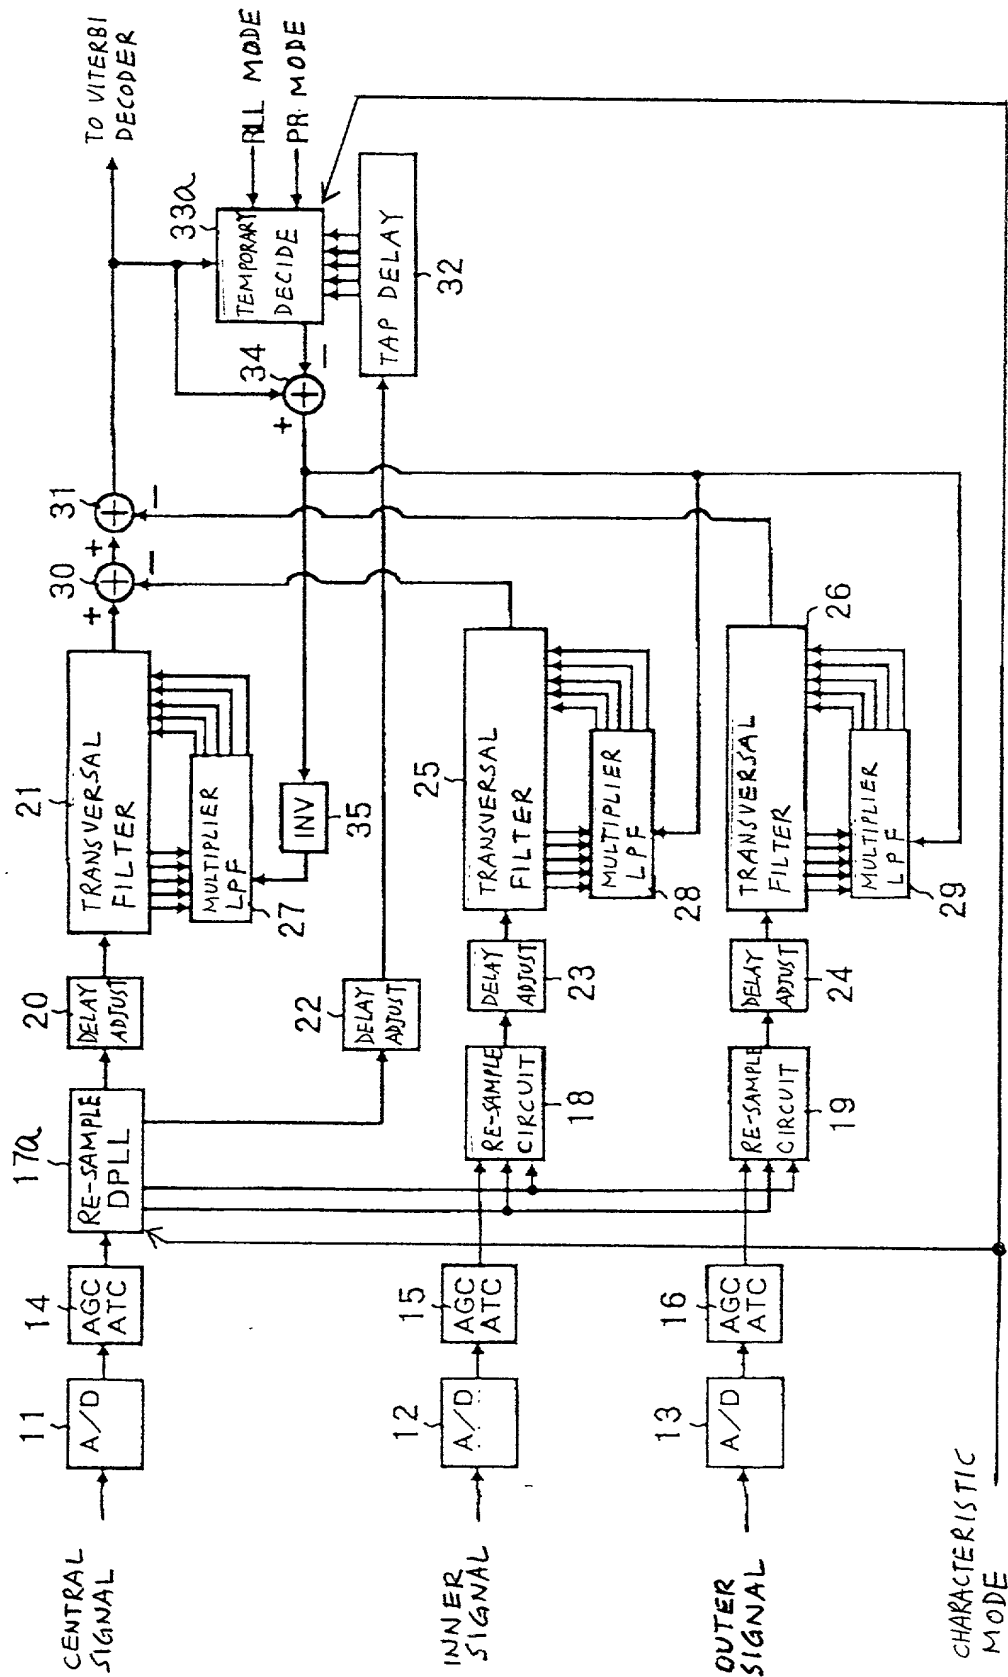 CENTRAL
SIGNAL
11
A/D
14
AGC
ATC
17a
RE-SAMPLE
DPLL
20
DELAY
ADJUST
21
TRANSVERSAL
FILTER
MULTIPLIER
LPF
27
+
30
-
+
31
-
TO VITERBI
DECODER
22
DELAY
ADJUST
INV
35
34
+
-
33a
TEMPORARY
DECIDE
RLL MODE
PR MODE
TAP DELAY
32
INNER
SIGNAL
12
A/D
15
AGC
ATC
RE-SAMPLE
CIRCUIT
18
DELAY
ADJUST
23
25
TRANSVERSAL
FILTER
MULTIPLIER
LPF
28
OUTER
SIGNAL
13
A/D
16
AGC
ATC
RE-SAMPLE
CIRCUIT
19
DELAY
ADJUST
24
TRANSVERSAL
FILTER
26
MULTIPLIER
LPF
29
CHARACTERISTIC
MODE